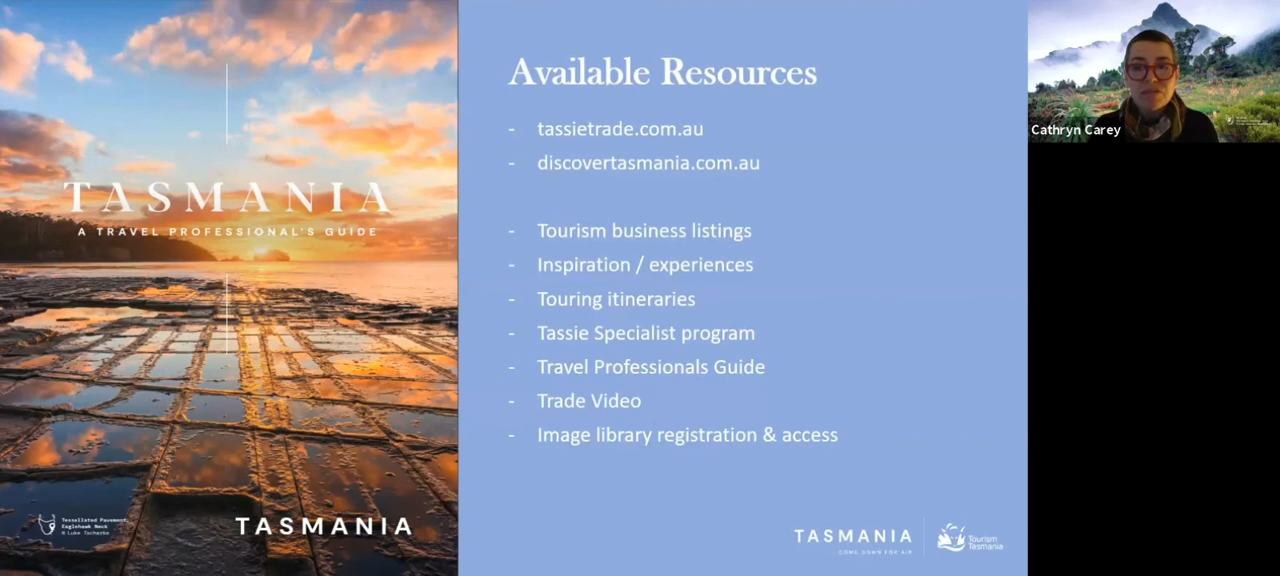 TASMANIA
A TRAVEL PROFESSIONAL'S GUIDE
Tessellated Pavement,
Eaglehawk Neck
© Luke Tscharke
TASMANIA
Available Resources
- tassietrade.com.au
- discovertasmania.com.au
- Tourism business listings
- Inspiration / experiences
- Touring itineraries
- Tassie Specialist program
- Travel Professionals Guide
- Trade Video
- Image library registration & access
TASMANIA
COME DOWN FOR AIR
Tourism
Tasmania
Cathryn Carey